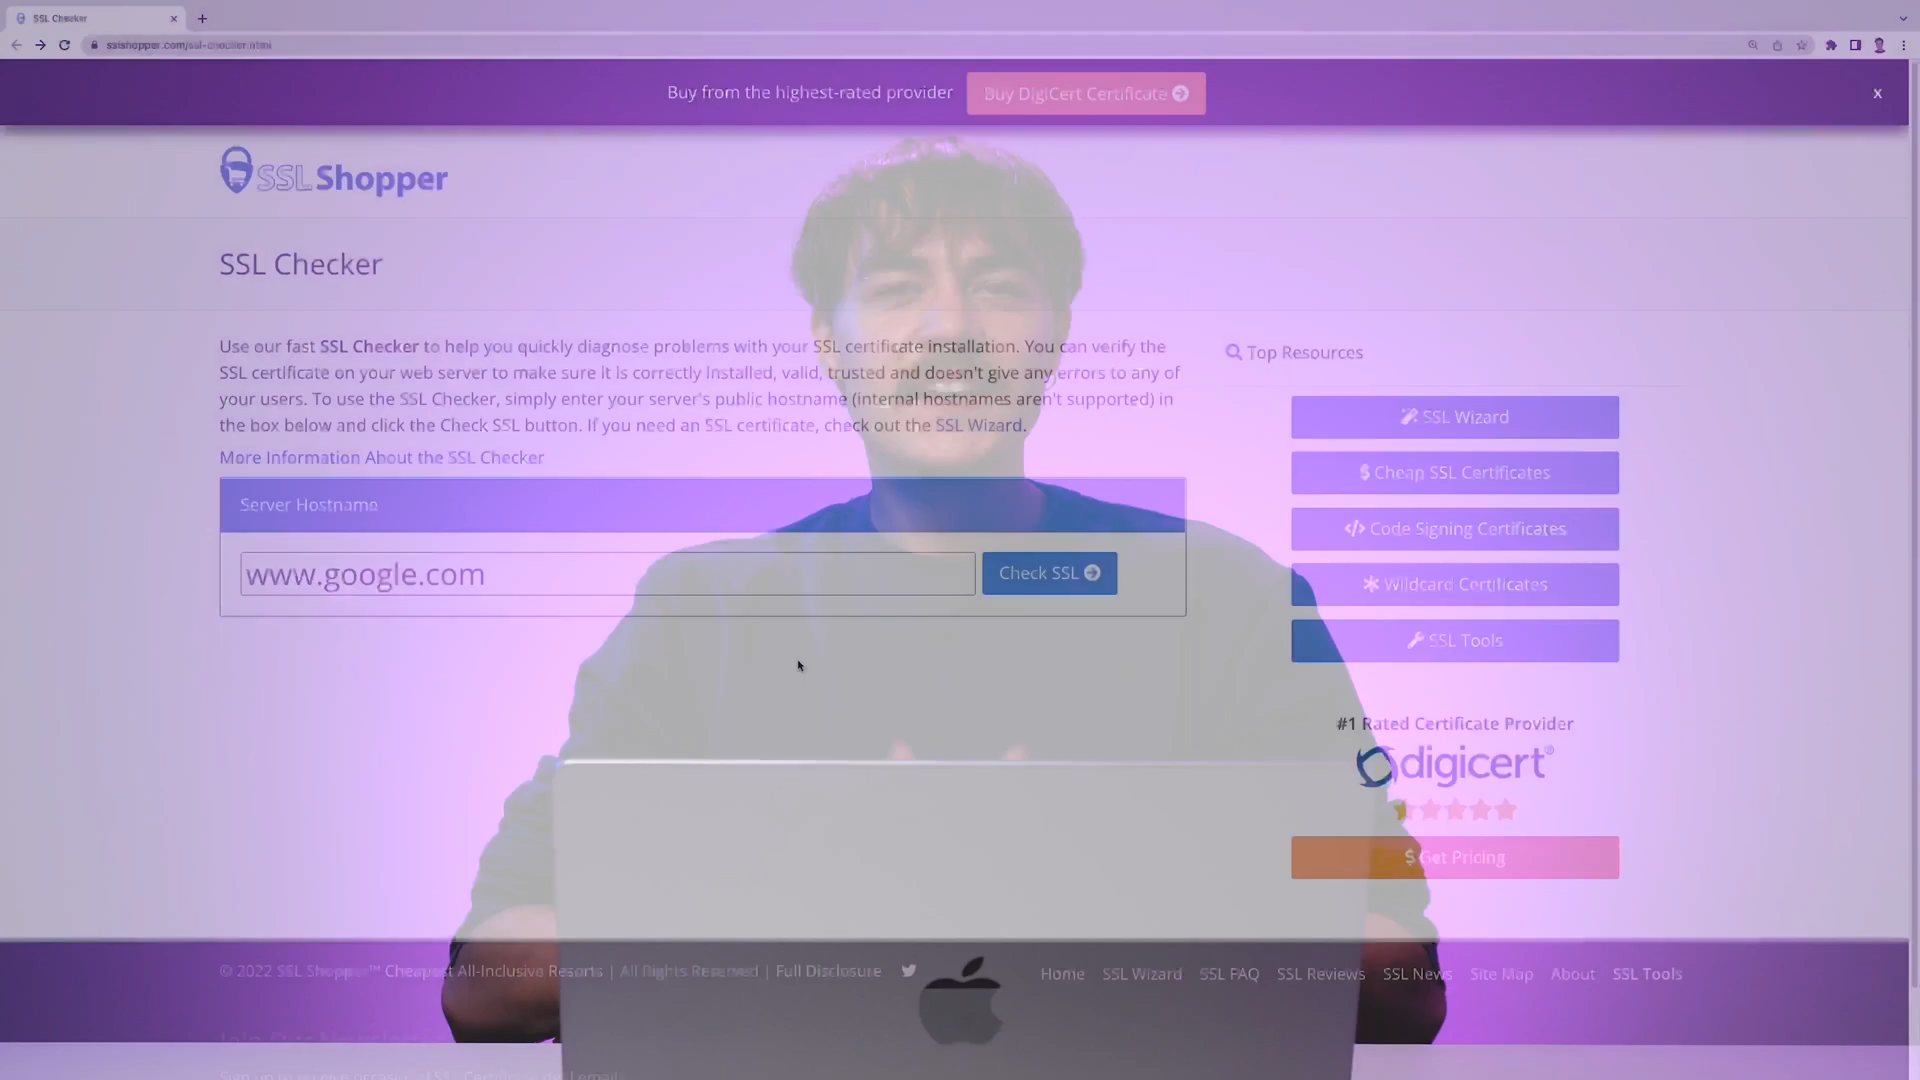 SSL Checker
sslshopper.com/ssl-checker.html
Buy from the highest-rated provider
Buy DigiCert Certificate
x
SSL Shopper
SSL Checker
Use our fast SSL Checker to help you quickly diagnose problems with your SSL certificate installation. You can verify the
SSL certificate on your web server to make sure it is correctly installed, valid, trusted and doesn't give any errors to any of
your users. To use the SSL Checker, simply enter your server's public hostname (internal hostnames aren't supported) in
the box below and click the Check SSL button. If you need an SSL certificate, check out the SSL Wizard.
More Information About the SSL Checker
Server Hostname
www.google.com
Check SSL
Top Resources
SSL Wizard
$ Cheap SSL Certificates
</> Code Signing Certificates
Wildcard Certificates
SSL Tools
#1 Rated Certificate Provider
digicert®
$ Get Pricing
© 2022 SSL Shopper™ Cheapest All-Inclusive Resorts | All Rights Reserved | Full Disclosure
Home SSL Wizard SSL FAQ SSL Reviews SSL News Site Map About SSL Tools